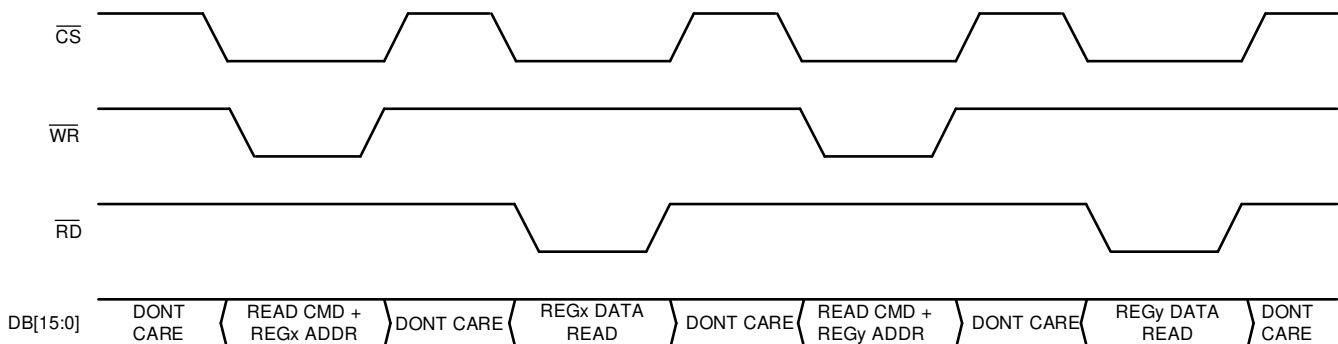 CS
WR
RD
DB[15:0]
DONT
CARE
READ CMD +
REGx ADDR
DONT CARE
REGx DATA
READ
DONT CARE
READ CMD +
REGy ADDR
DONT CARE
REGy DATA
READ
DONT
CARE